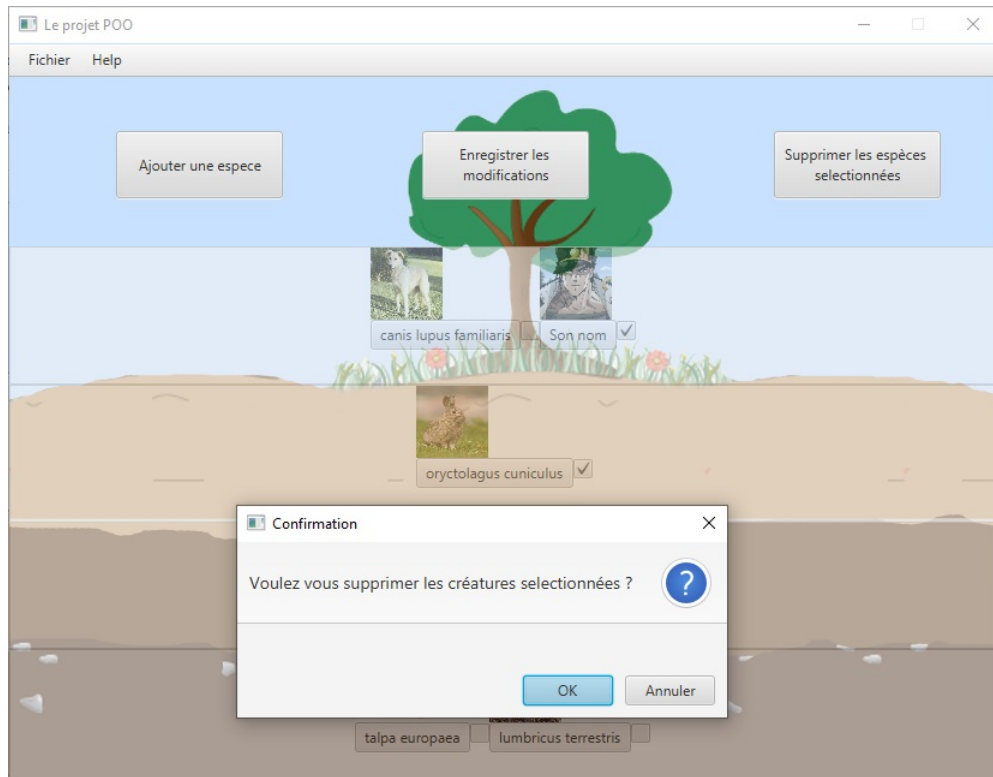 Le projet POO
Fichier Help
Ajouter une espece
Enregistrer les
modifications
Supprimer les espèces
selectionnées
canis lupus familiaris
Son nom
oryctolagus cuniculus
Confirmation
Voulez vous supprimer les créatures selectionnées ?
?
OK
Annuler
talpa europaea
lumbricus terrestris